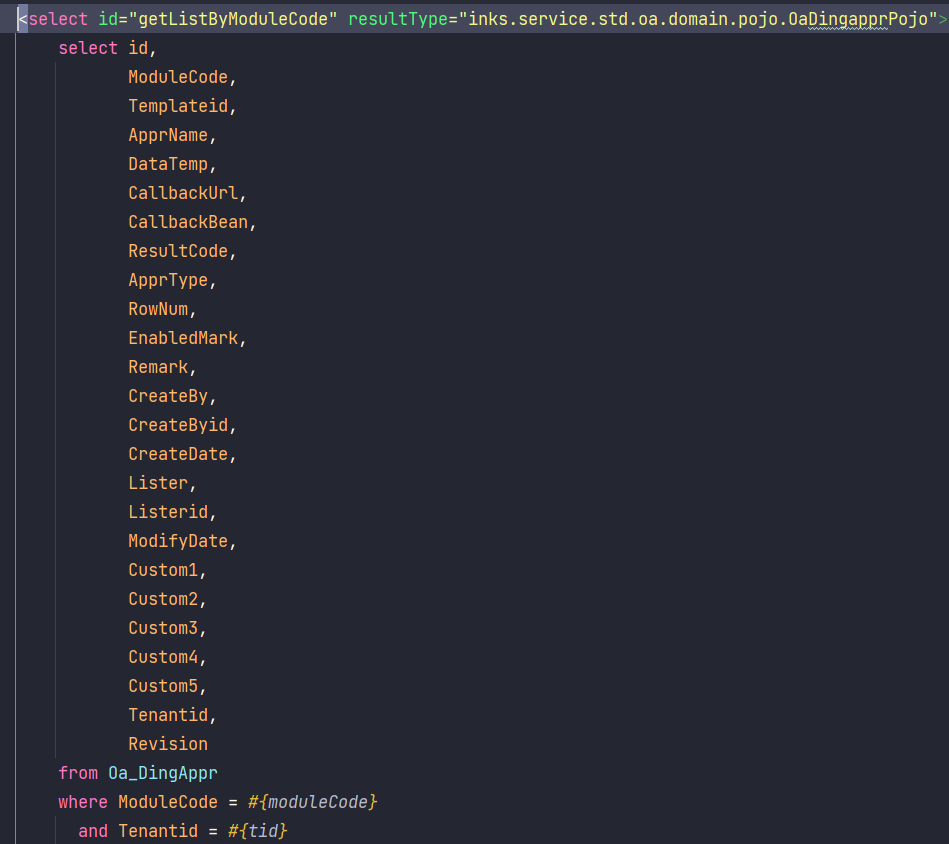 <select id="getListByModuleCode" resultType="inks.service.std.oa.domain.pojo.OaDingapprPojo">
select id,
ModuleCode,
Templateid,
ApprName,
DataTemp,
CallbackUrl,
CallbackBean,
ResultCode,
ApprType,
RowNum,
EnabledMark,
Remark,
CreateBy,
CreateByid,
CreateDate,
Lister,
Listerid,
ModifyDate,
Custom1,
Custom2,
Custom3,
Custom4,
Custom5,
Tenantid,
Revision
from Oa_DingAppr
where ModuleCode = #{moduleCode}
and Tenantid = #{tid}